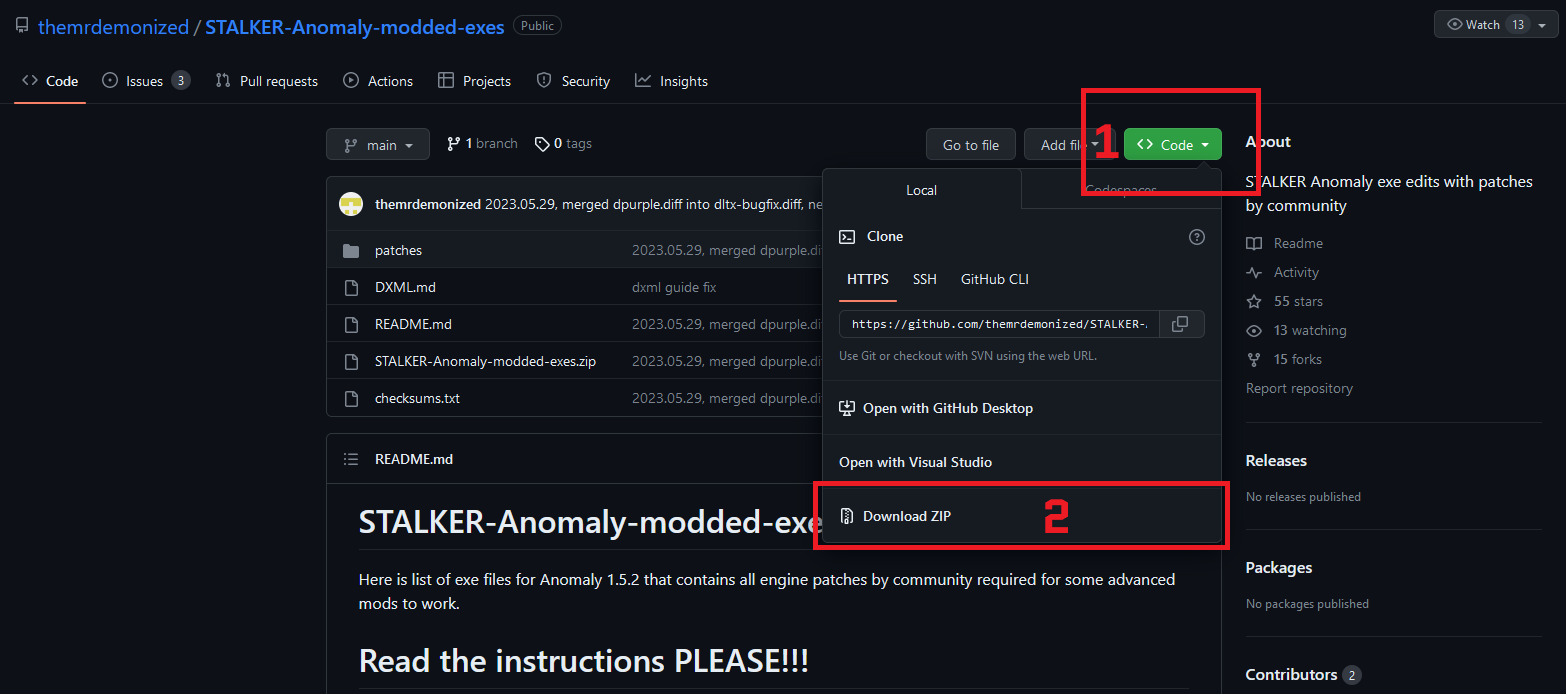 themrdemonized / STALKER-Anomaly-modded-exes Public
Watch 13
Code Issues 3 Pull requests Actions Projects Security Insights
main 1 branch 0 tags Go to file Add file 1 Code
themrdemonized 2023.05.29, merged dpurple.diff into dltx-bugfix.diff, ne
patches 2023.05.29, merged dpurple.di
DXML.md dxml guide fix
README.md 2023.05.29, merged dpurple.di
STALKER-Anomaly-modded-exes.zip 2023.05.29, merged dpurple.di
checksums.txt 2023.05.29, merged dpurple.di
Local Codespaces
Clone
HTTPS SSH GitHub CLI
https://github.com/themrdemonized/STALKER-
Use Git or checkout with SVN using the web URL.
Open with GitHub Desktop
Open with Visual Studio
Download ZIP 2
README.md
STALKER-Anomaly-modded-exe
Here is list of exe files for Anomaly 1.5.2 that contains all engine patches by community required for some advanced
mods to work.
Read the instructions PLEASE!!!
About
STALKER Anomaly exe edits with patches
by community
Readme
Activity
55 stars
13 watching
15 forks
Report repository
Releases
No releases published
Packages
No packages published
Contributors 2